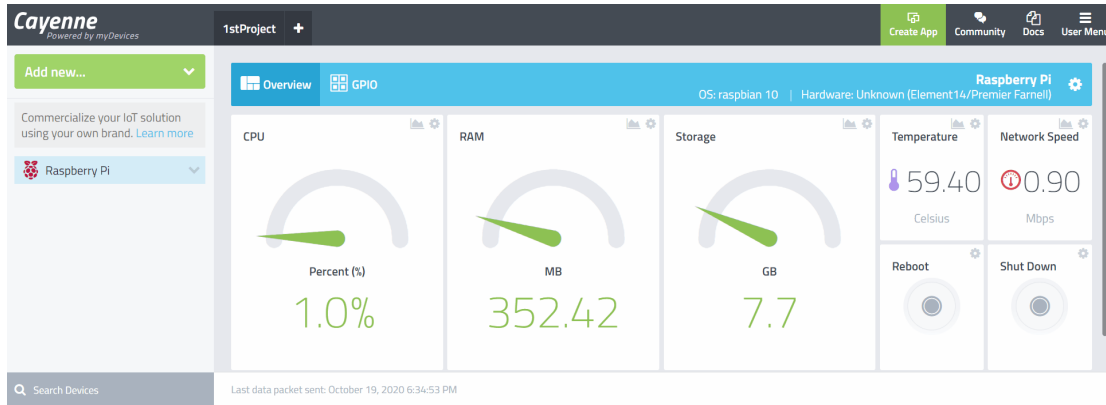 Cayenne
Powered by myDevices
1stProject +
Create App
Community
Docs
User Menu
Add new...
Commercialize your IoT solution
using your own brand. Learn more
Raspberry Pi
Search Devices
Overview
GPIO
Raspberry Pi
OS: raspbian 10 | Hardware: Unknown (Element14/Premier Farnell)
CPU
Percent (%)
1.0%
RAM
MB
352.42
Storage
GB
7.7
Temperature
59.40
Celsius
Network Speed
0.90
Mbps
Reboot
Shut Down
Last data packet sent: October 19, 2020 6:34:53 PM